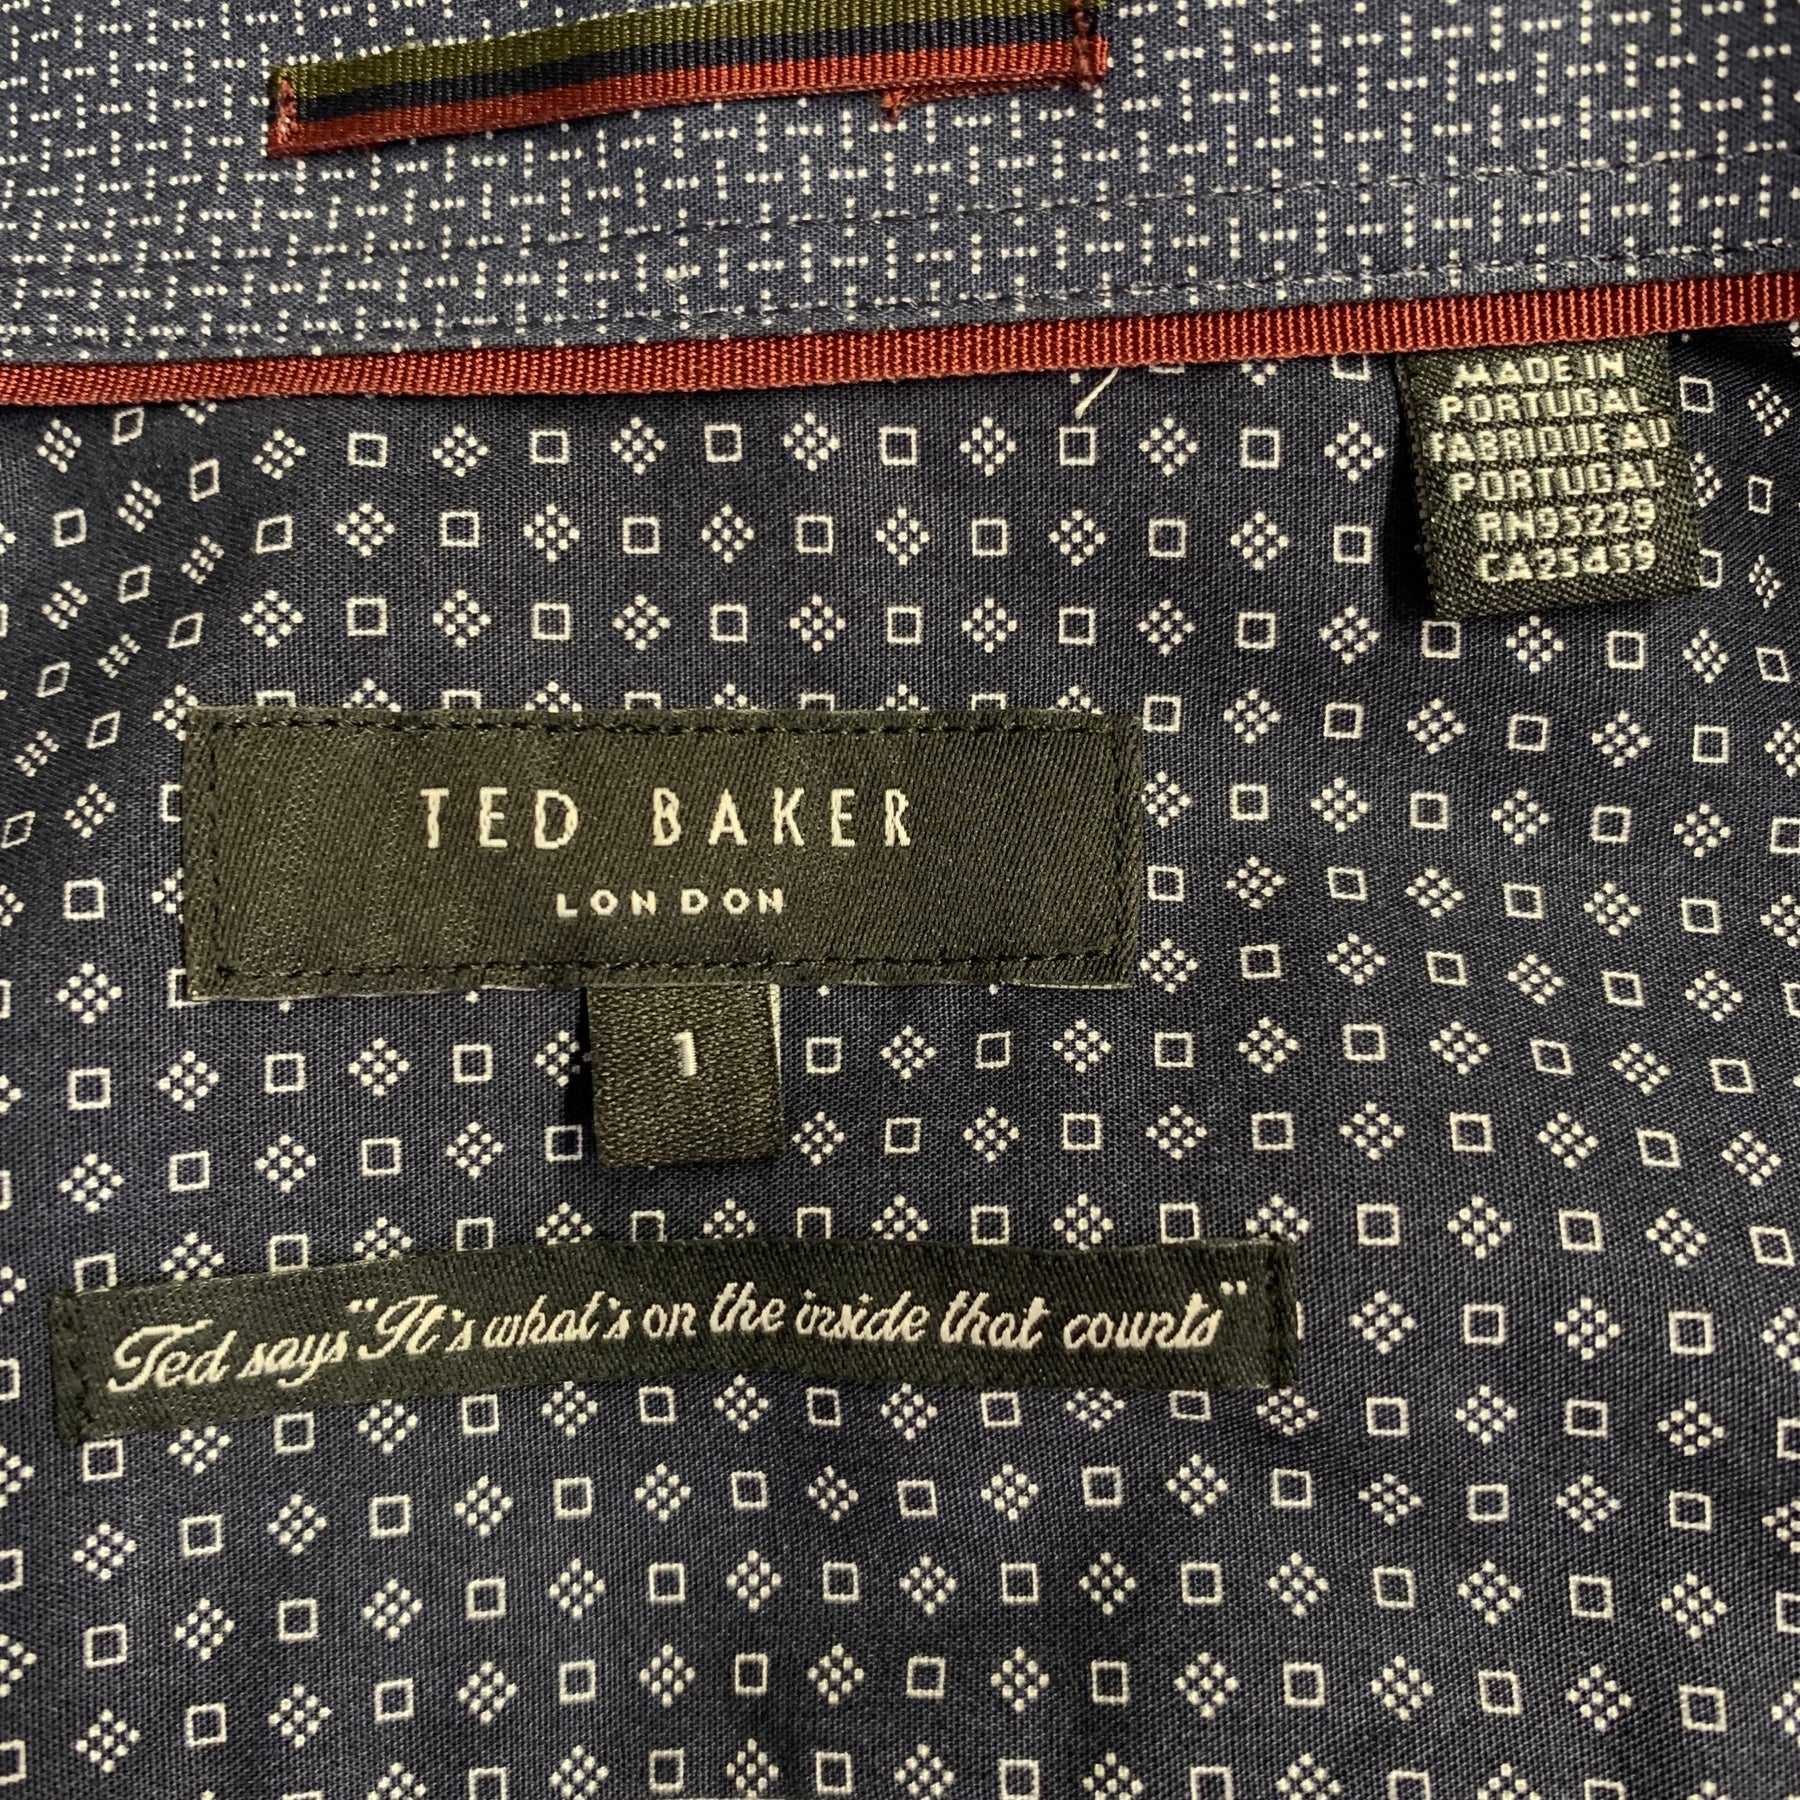 MADE IN
PORTUGAL
FABRIQUE AU
PORTUGAL
RN95229
CA25459
TED BAKER
LONDON
1
Ted says "It's what's on the inside that counts"